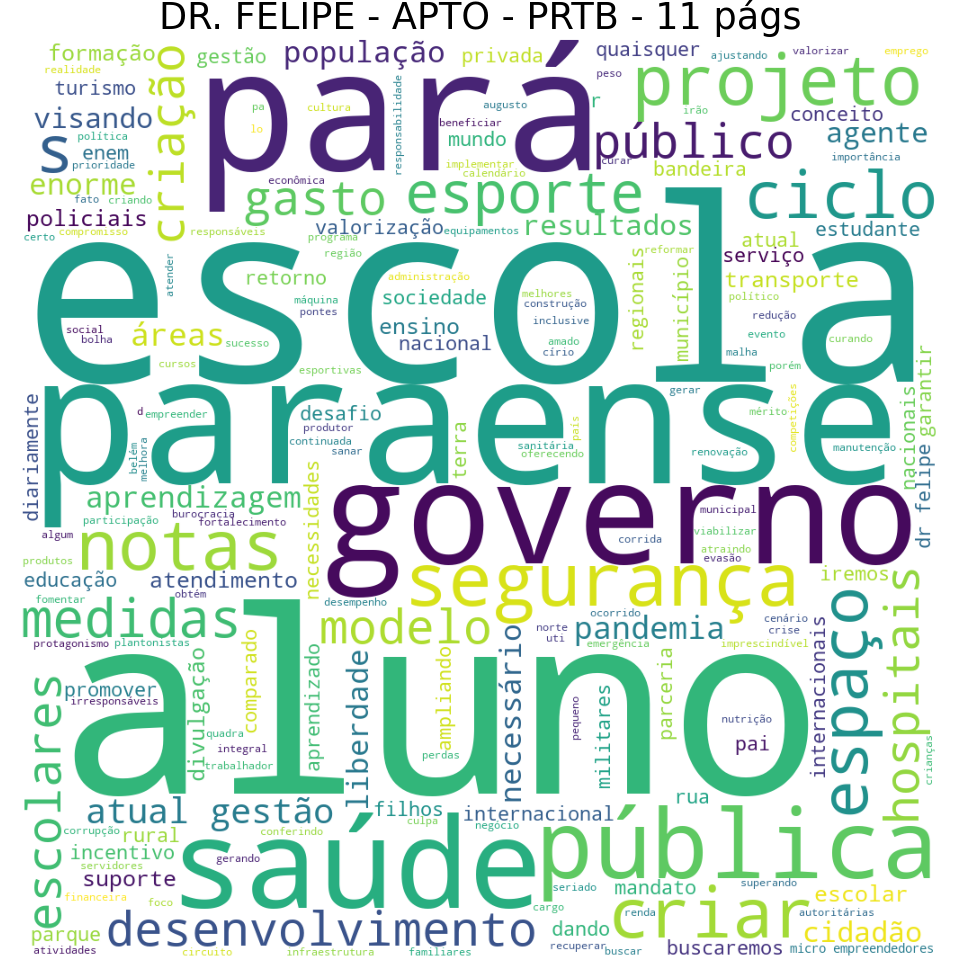 DR. FELIPE - APTO - PRTB - 11 págs
formação
gestão
população
privada
quaisquer
ajustando
valorizar
emprego
realidade
turismo
criação
pará
peso
projeto
visando
pa
cultura
responsabilidade
augusto
r
irão
conceito
política
lo
beneficiar
mundo
público
agente
s
enem
prioridade
implementar
calendário
curar
bandeira
importância
enorme
econômica
gasto
esporte
ciclo
fato
criando
policiais
valorização
equipamentos
resultados
atual
estudante
certo
compromisso
responsáveis
programa
região
reformar
serviço
escola
atender
retorno
administração
regionais
município
transporte
máquina
pontes
sociedade
melhores
construção
político
redução
social
bolha
áreas
sucesso
ensino
nacional
inclusive
amado
círio
evento
malha
curando
cursos
esportivas
porém
garantir
paraense
gerar
nacionais
diariamente
d
empreender
desafio
produtor
mérito
competições
belém
melhora
continuada
sanar
terra
sanitária
oferecendo
país
renovação
manutenção
dr felipe
aprendizagem
necessidades
governo
municipal
participação
burocracia
fortalecimento
viabilizar
algum
notas
corrida
atraindo
evasão
produtos
educação
atendimento
obtém
segurança
iremos
fomentar
desempenho
medidas
modelo
ocorrido
pandemia
cenário
crise
espaço
hospitais
protagonismo
plantonistas
norte
uti
emergência
imprescindível
aluno
divulgação
comparado
aprendizado
liberdade
ampliando
necessário
militares
parceria
internacionais
escolares
promover
irresponsáveis
pequeno
nutrição
quadra
integral
trabalhador
perdas
pai
crianças
atual gestão
filhos
culpa
internacional
rua
corrupção
rural
conferindo
negócio
pública
incentivo
servidores
gerando
saúde
suporte
financeira
foco
seriado
mandato
superando
escolar
cargo
renda
criar
autoritárias
parque
desenvolvimento
dando
cidadão
atividades
circuito
infraestrutura
familiares
recuperar
buscar
buscaremos
micro empreendedores